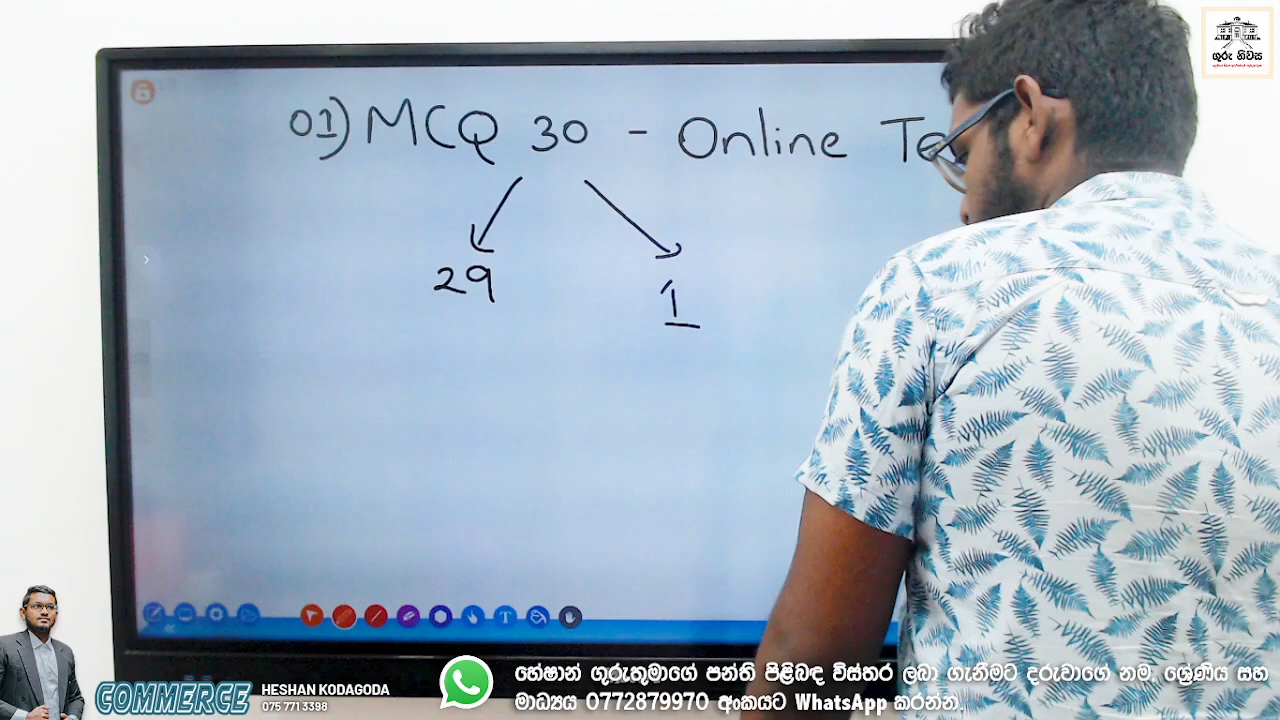 ගුරු නිවස
01) MCQ 30 - Online Te
29
1
T
COMMERCE
HESHAN KODAGODA
075 771 3398
හේෂාන් ගුරුතුමාගේ පන්ති පිළිබඳ විස්තර ලබා ගැනීමට දරුවාගේ නම, ශ්‍රේණිය සහ
මාධ්‍යය 0772879970 අංකයට WhatsApp කරන්න.